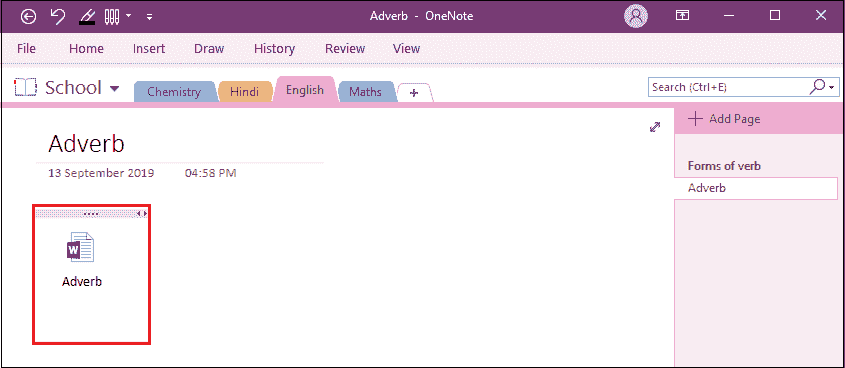 Adverb - OneNote
File Home Insert Draw History Review View
School Chemistry Hindi English Maths + Search (Ctrl+E)
Add Page
Adverb
13 September 2019 04:58 PM
Forms of verb
Adverb
W
Adverb